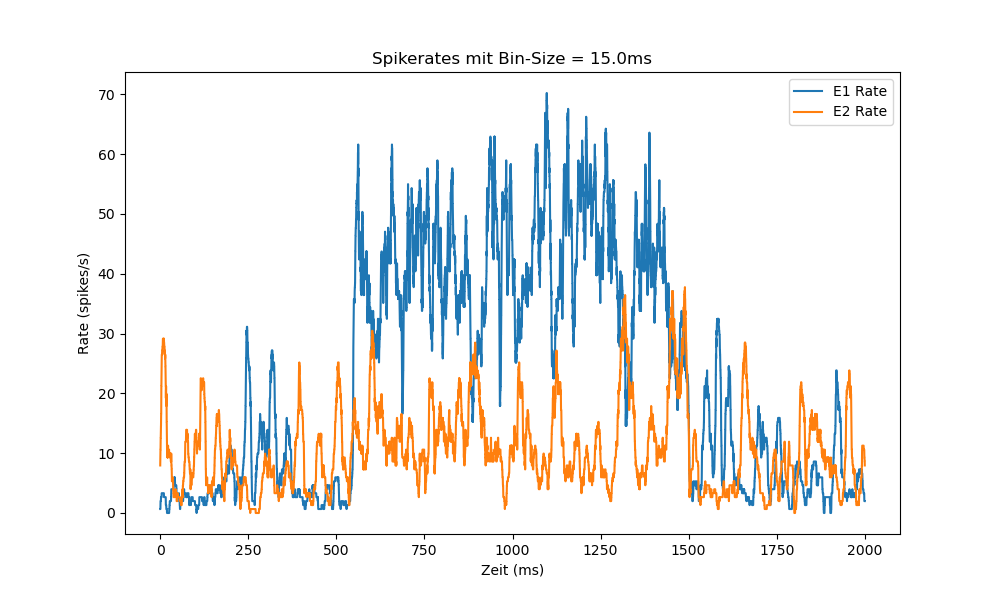 Spikerates mit Bin-Size = 15.0ms
E1 Rate
E2 Rate
70
60
50
40
30
20
10
0
Rate (spikes/s)
0 250 500 750 1000 1250 1500 1750 2000
Zeit (ms)